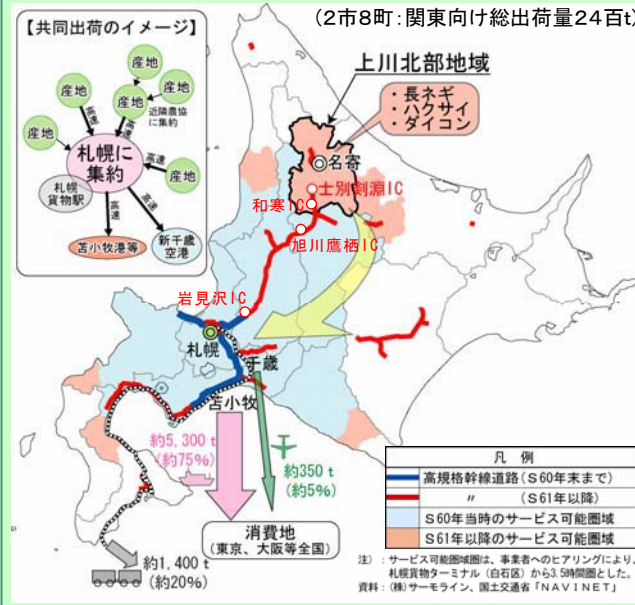 (2市8町:関東向け総出荷量24百t)
【共同出荷のイメージ】
産地
産地
産地
近隣農協
に集約
産地
高速
高速
高速
札幌に
集約
高速
産地
札幌
貨物駅
高速
高速
苫小牧港等
新千歳
空港
上川北部地域
・長ネギ
・ハクサイ
・ダイコン
名寄
士別剣淵IC
和寒IC
旭川鷹栖IC
岩見沢IC
札幌
千歳
苫小牧
約5,300t
(約75%)
約350t
(約5%)
消費地
(東京、大阪等全国)
約1,400t
(約20%)
凡例
高規格幹線道路(S60年末まで)
〃 (S61年以降)
S60年当時のサービス可能圏域
S61年以降のサービス可能圏域
注):サービス可能圏域圏は、事業者へのヒアリングにより、
札幌貨物ターミナル(白石区)から3.5時間圏とした。
資料:(株)サーモライン、国土交通省「NAVINET」